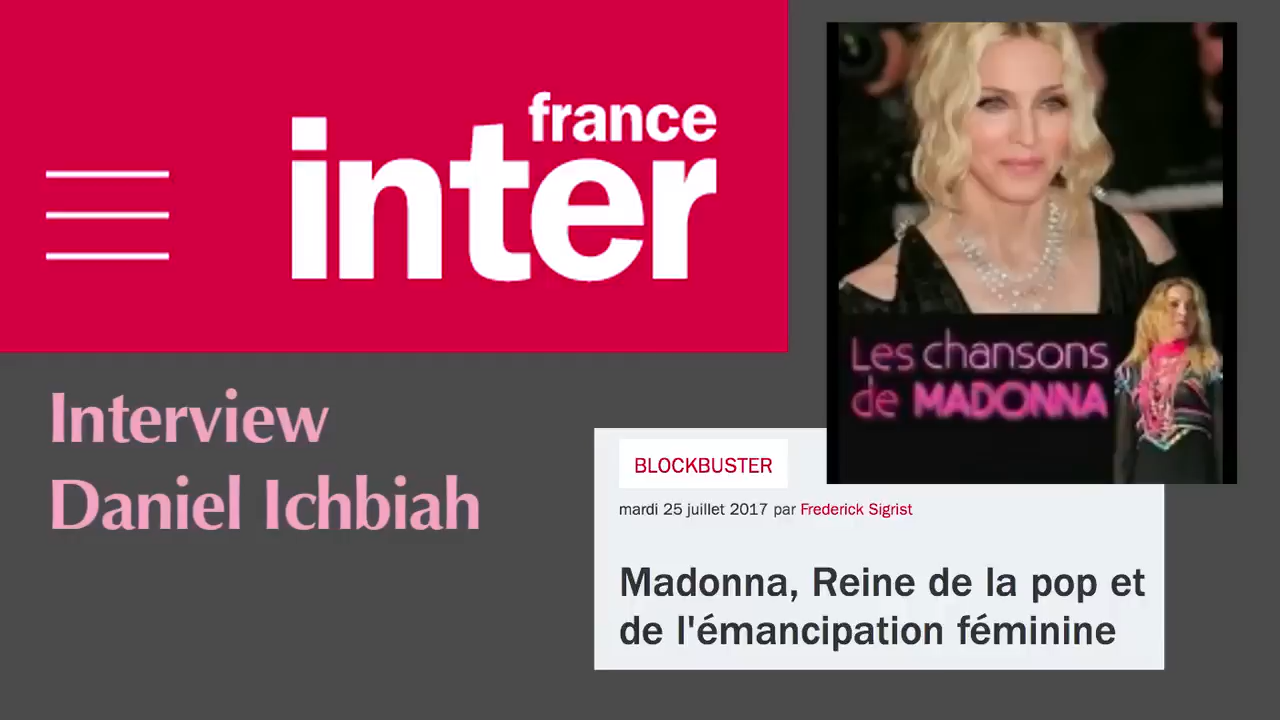 france
inter
Les chansons
de MADONNA
Interview
Daniel Ichbiah
BLOCKBUSTER
mardi 25 juillet 2017 par Frederick Sigrist
Madonna, Reine de la pop et
de l'émancipation féminine